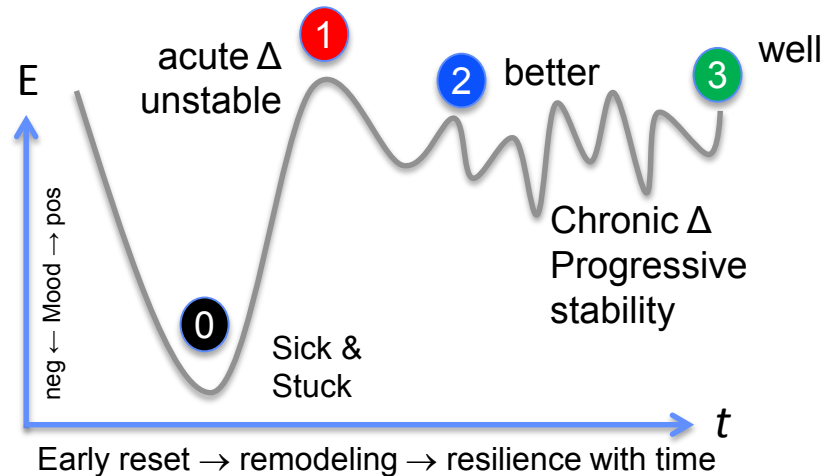 1
well
acute Δ
unstable
2
better
3
E
neg ← Mood → pos
0
Sick &
Stuck
Chronic Δ
Progressive
stability
t
Early reset → remodeling → resilience with time